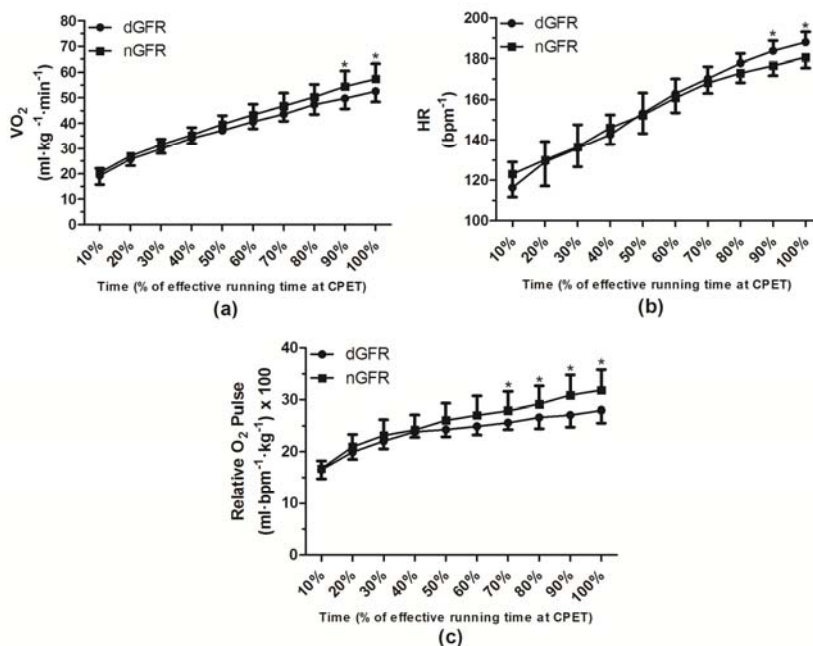 dGFR
nGFR
80
70
60
50
40
30
20
10
0
VO₂
(ml·kg⁻¹·min⁻¹)
* *
10% 20% 30% 40% 50% 60% 70% 80% 90% 100%
Time (% of effective running time at CPET)
(a)
dGFR
nGFR
200
180
160
140
120
100
HR
(bpm⁻¹)
* *
10% 20% 30% 40% 50% 60% 70% 80% 90% 100%
Time (% of effective running time at CPET)
(b)
dGFR
nGFR
40
30
20
10
0
Relative O₂ Pulse
(ml·bpm⁻¹·kg⁻¹) x 100
* * * *
10% 20% 30% 40% 50% 60% 70% 80% 90% 100%
Time (% of effective running time at CPET)
(c)